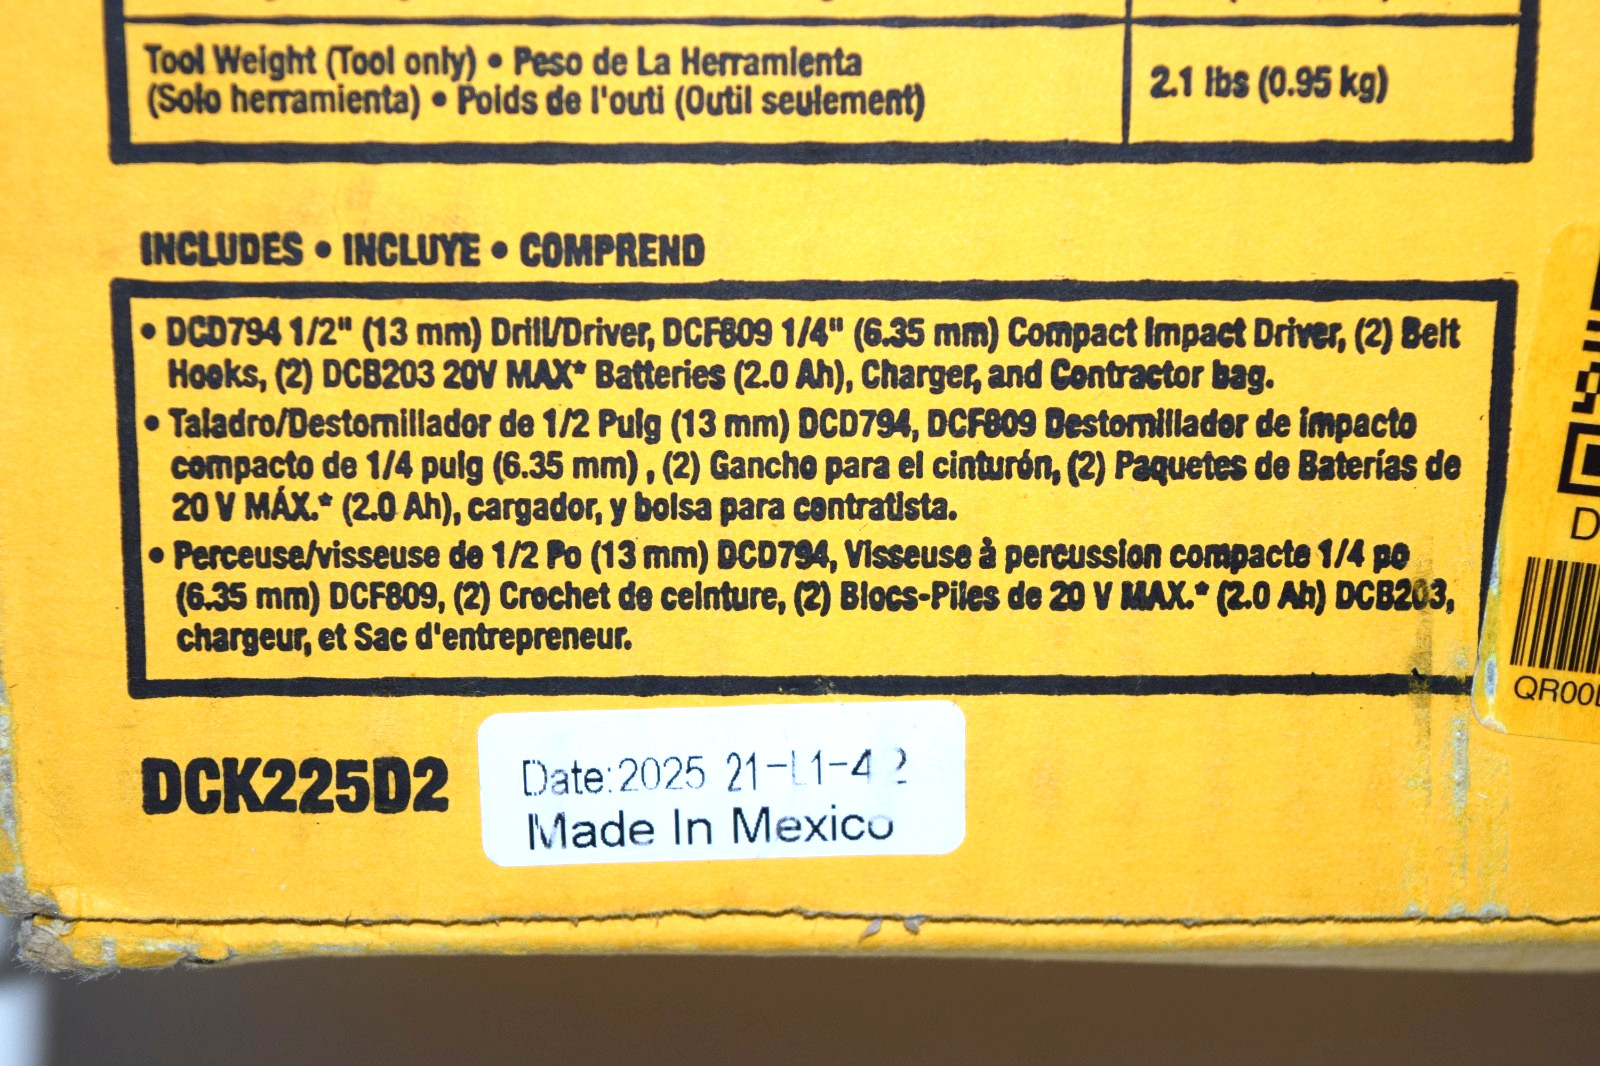 Tool Weight (Tool only) • Peso de La Herramienta
(Solo herramienta) • Poids de l'outi (Outil seulement)
2.1 lbs (0.95 kg)
INCLUDES • INCLUYE • COMPREND
• DCD794 1/2" (13 mm) Drill/Driver, DCF809 1/4" (6.35 mm) Compact Impact Driver, (2) Belt
Hooks, (2) DCB203 20V MAX* Batteries (2.0 Ah), Charger, and Contractor bag.
• Taladro/Destornillador de 1/2 Pulg (13 mm) DCD794, DCF809 Destornillador de impacto
compacto de 1/4 pulg (6.35 mm) , (2) Gancho para el cinturón, (2) Paquetes de Baterías de
20 V MÁX.* (2.0 Ah), cargador, y bolsa para contratista.
• Perceuse/visseuse de 1/2 Po (13 mm) DCD794, Visseuse à percussion compacte 1/4 po
(6.35 mm) DCF809, (2) Crochet de ceinture, (2) Blocs-Piles de 20 V MAX.* (2.0 Ah) DCB203,
chargeur, et Sac d'entrepreneur.
DCK225D2
Date:2025
Made In Mexico